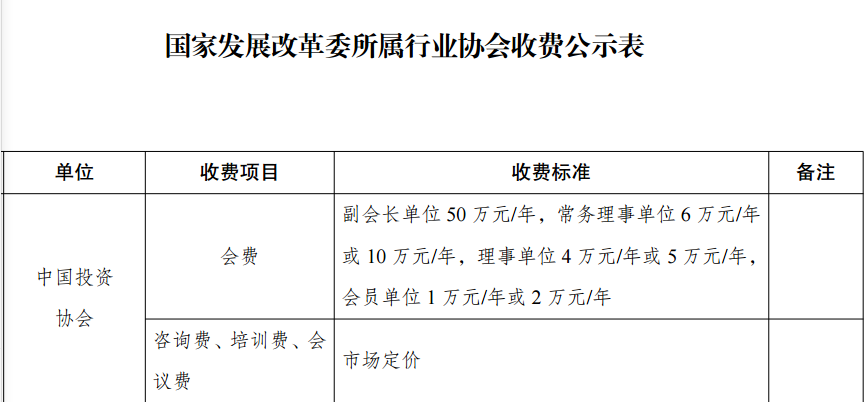 国家发展改革委所属行业协会收费公示表
单位 收费项目 收费标准 备注
中国投资
协会
会费
副会长单位 50 万元/年，常务理事单位 6 万元/年
或 10 万元/年，理事单位 4 万元/年或 5 万元/年，
会员单位 1 万元/年或 2 万元/年
咨询费、培训费、会
议费
市场定价